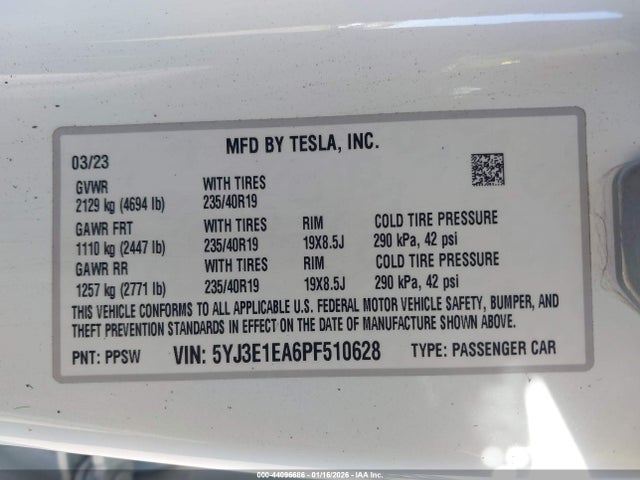 MFD BY TESLA, INC.
03/23
GVWR WITH TIRES
2129 kg (4694 lb) 235/40R19
GAWR FRT WITH TIRES RIM COLD TIRE PRESSURE
1110 kg (2447 lb) 235/40R19 19X8.5J 290 kPa, 42 psi
GAWR RR WITH TIRES RIM COLD TIRE PRESSURE
1257 kg (2771 lb) 235/40R19 19X8.5J 290 kPa, 42 psi
THIS VEHICLE CONFORMS TO ALL APPLICABLE U.S. FEDERAL MOTOR VEHICLE SAFETY, BUMPER, AND
THEFT PREVENTION STANDARDS IN EFFECT ON THE DATE OF MANUFACTURE SHOWN ABOVE.
PNT: PPSW VIN: 5YJ3E1EA6PF510628 TYPE: PASSENGER CAR
000-44096686 - 01/16/2026 - IAA Inc.